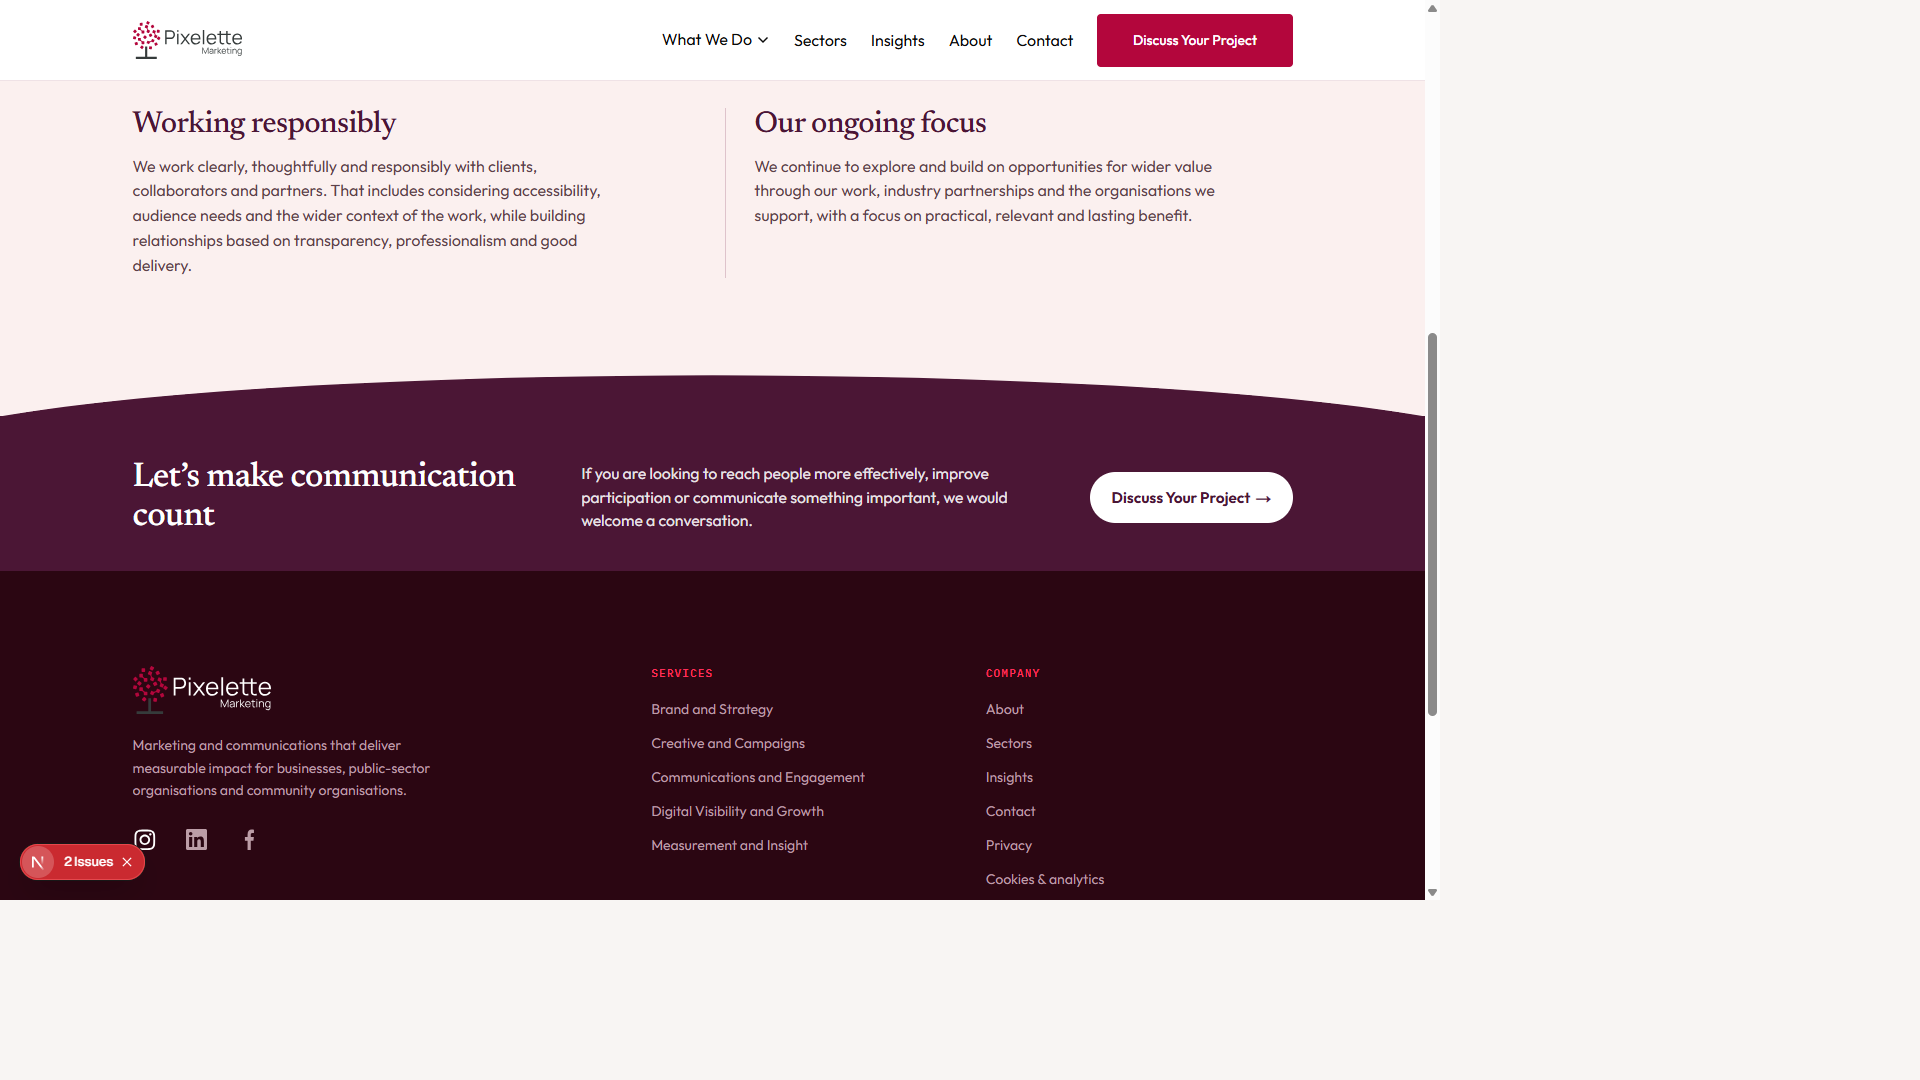 Pixelette
Marketing
What We Do
Sectors
Insights
About
Contact
Discuss Your Project
Working responsibly
We work clearly, thoughtfully and responsibly with clients,
collaborators and partners. That includes considering accessibility,
audience needs and the wider context of the work, while building
relationships based on transparency, professionalism and good
delivery.
Our ongoing focus
We continue to explore and build on opportunities for wider value
through our work, industry partnerships and the organisations we
support, with a focus on practical, relevant and lasting benefit.
Let’s make communication
count
If you are looking to reach people more effectively, improve
participation or communicate something important, we would
welcome a conversation.
Discuss Your Project →
Pixelette
Marketing
Marketing and communications that deliver
measurable impact for businesses, public-sector
organisations and community organisations.
SERVICES
Brand and Strategy
Creative and Campaigns
Communications and Engagement
Digital Visibility and Growth
Measurement and Insight
COMPANY
About
Sectors
Insights
Contact
Privacy
Cookies & analytics
N
2 Issues